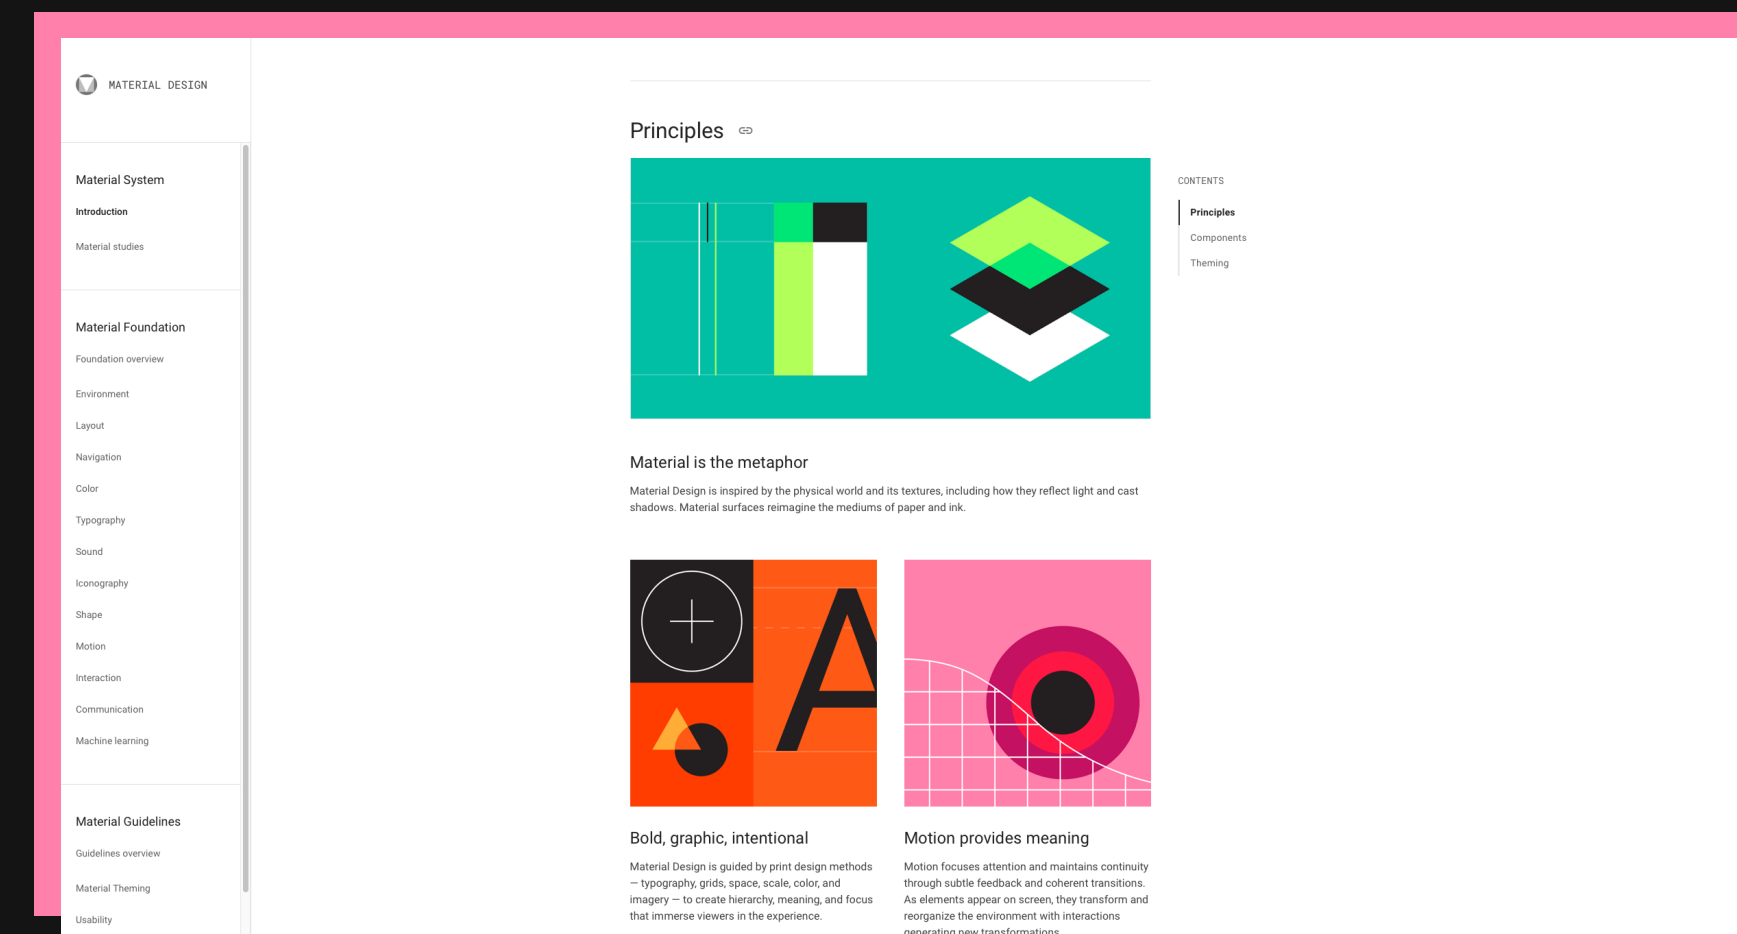 MATERIAL DESIGN
Material System
Introduction
Material studies
Material Foundation
Foundation overview
Environment
Layout
Navigation
Color
Typography
Sound
Iconography
Shape
Motion
Interaction
Communication
Machine learning
Material Guidelines
Guidelines overview
Material Theming
Usability
Principles
CONTENTS
Principles
Components
Theming
Material is the metaphor
Material Design is inspired by the physical world and its textures, including how they reflect light and cast
shadows. Material surfaces reimagine the mediums of paper and ink.
A
Bold, graphic, intentional
Material Design is guided by print design methods
— typography, grids, space, scale, color, and
imagery — to create hierarchy, meaning, and focus
that immerse viewers in the experience.
Motion provides meaning
Motion focuses attention and maintains continuity
through subtle feedback and coherent transitions.
As elements appear on screen, they transform and
reorganize the environment with interactions
generating new transformations.